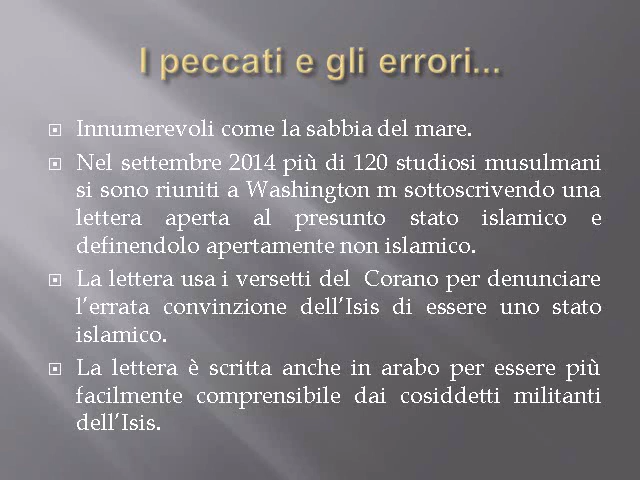 I peccati e gli errori...
Innumerevoli come la sabbia del mare.
Nel settembre 2014 più di 120 studiosi musulmani
si sono riuniti a Washington m sottoscrivendo una
lettera aperta al presunto stato islamico e
definendolo apertamente non islamico.
La lettera usa i versetti del Corano per denunciare
l'errata convinzione dell'Isis di essere uno stato
islamico.
La lettera è scritta anche in arabo per essere più
facilmente comprensibile dai cosiddetti militanti
dell'Isis.